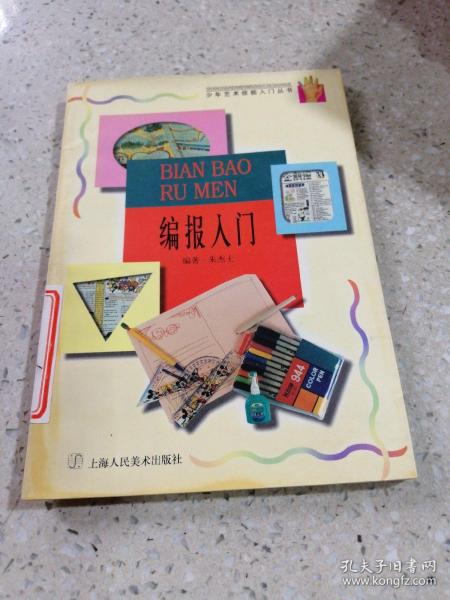 少年艺术技能入门丛书
BIAN BAO
RU MEN
编报入门
编著·朱杰士
944
COLOR
PEN
上海人民美术出版社
孔夫子旧书网
www.kongfz.com